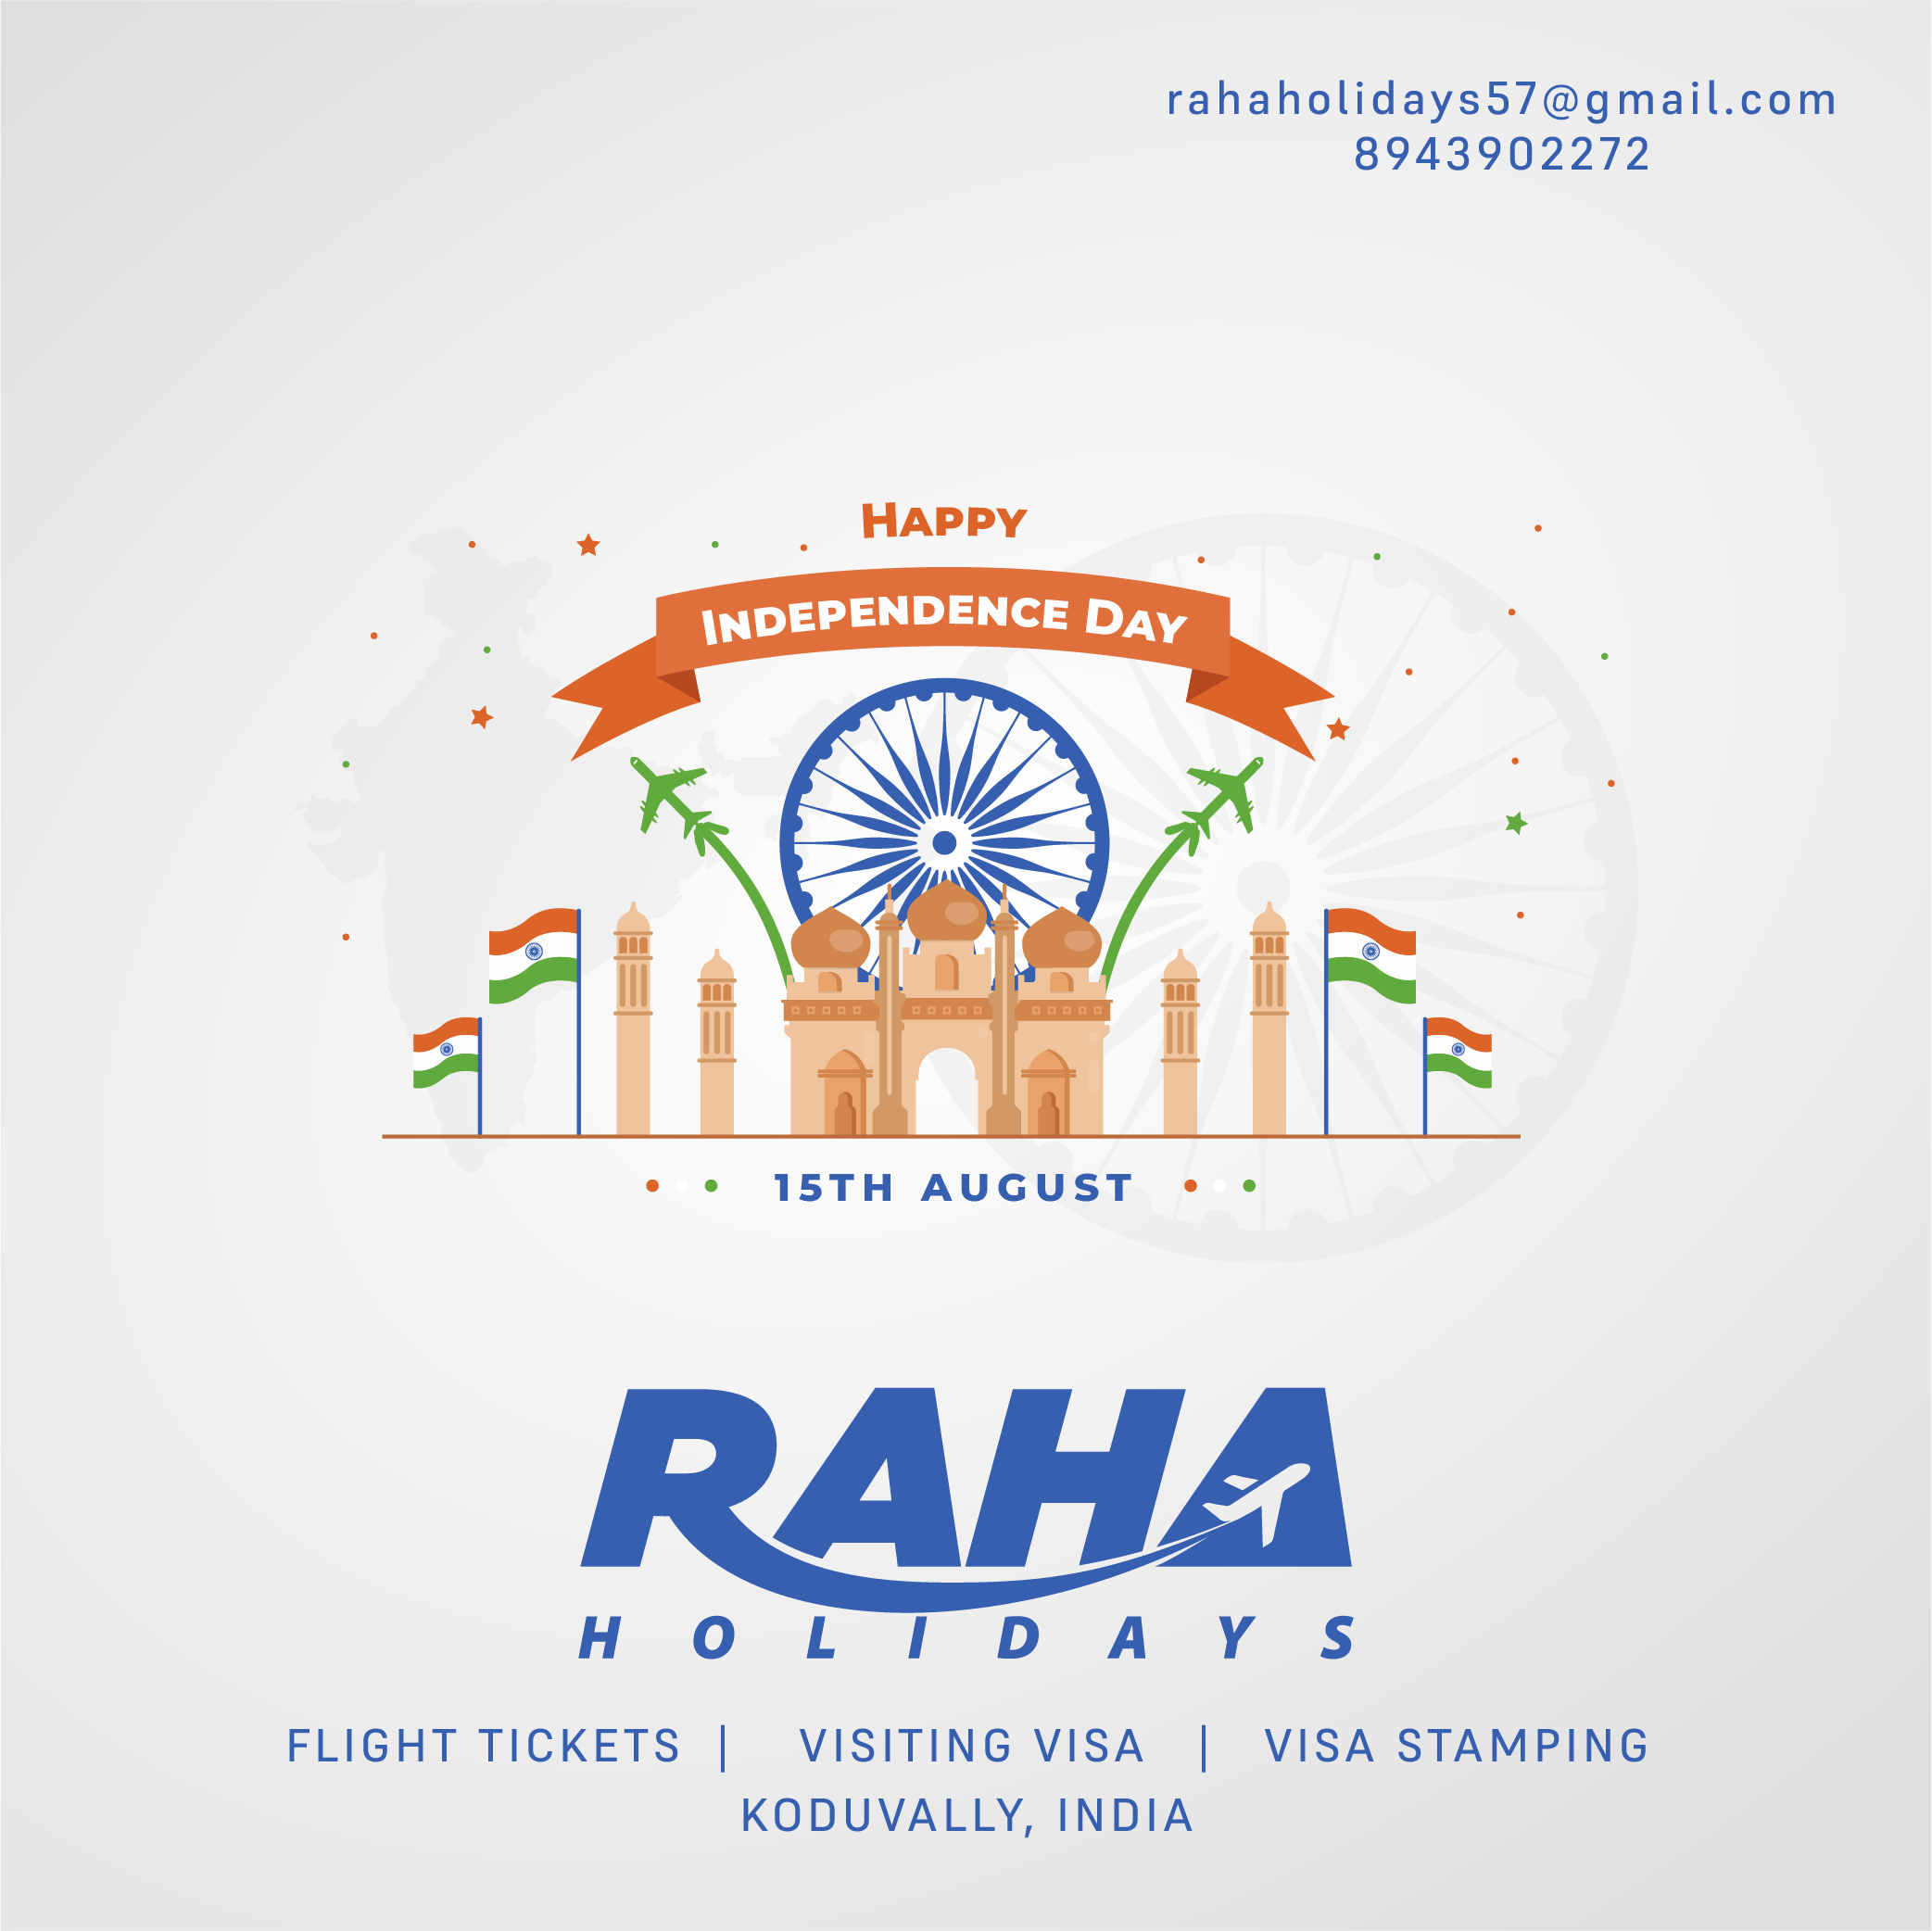 rahaholidays57@gmail.com
8943902272
HAPPY
INDEPENDENCE DAY
15TH AUGUST
RAHA
HOLIDAYS
FLIGHT TICKETS | VISITING VISA | VISA STAMPING
KODUVALLY, INDIA